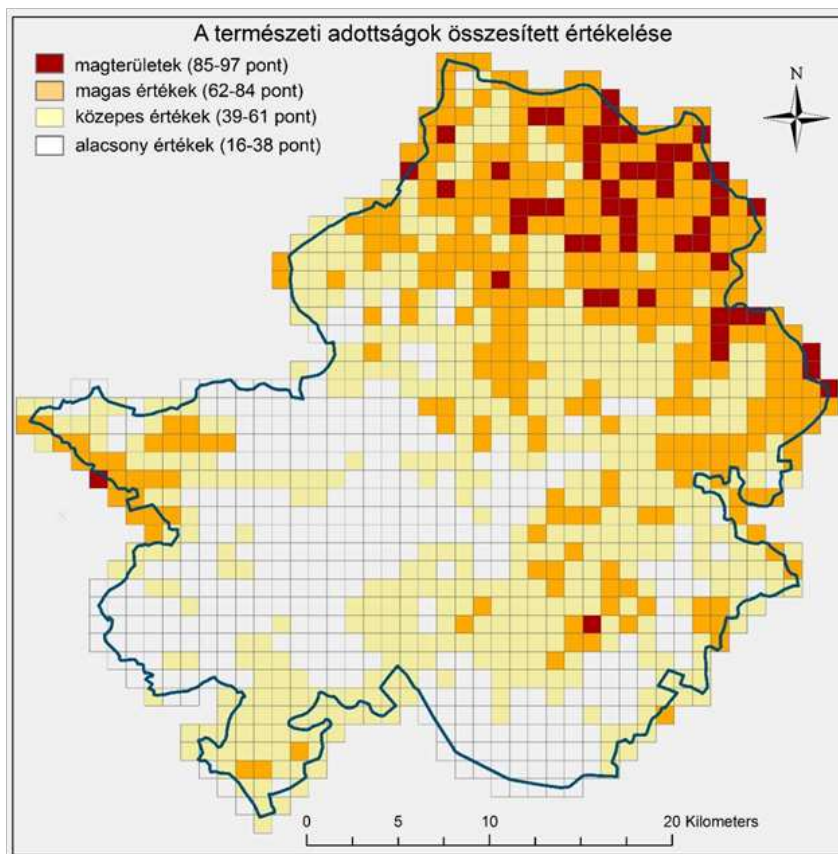 A természeti adottságok összesített értékelése
magterületek (85-97 pont)
magas értékek (62-84 pont)
közepes értékek (39-61 pont)
alacsony értékek (16-38 pont)
N
0 5 10 20 Kilometers